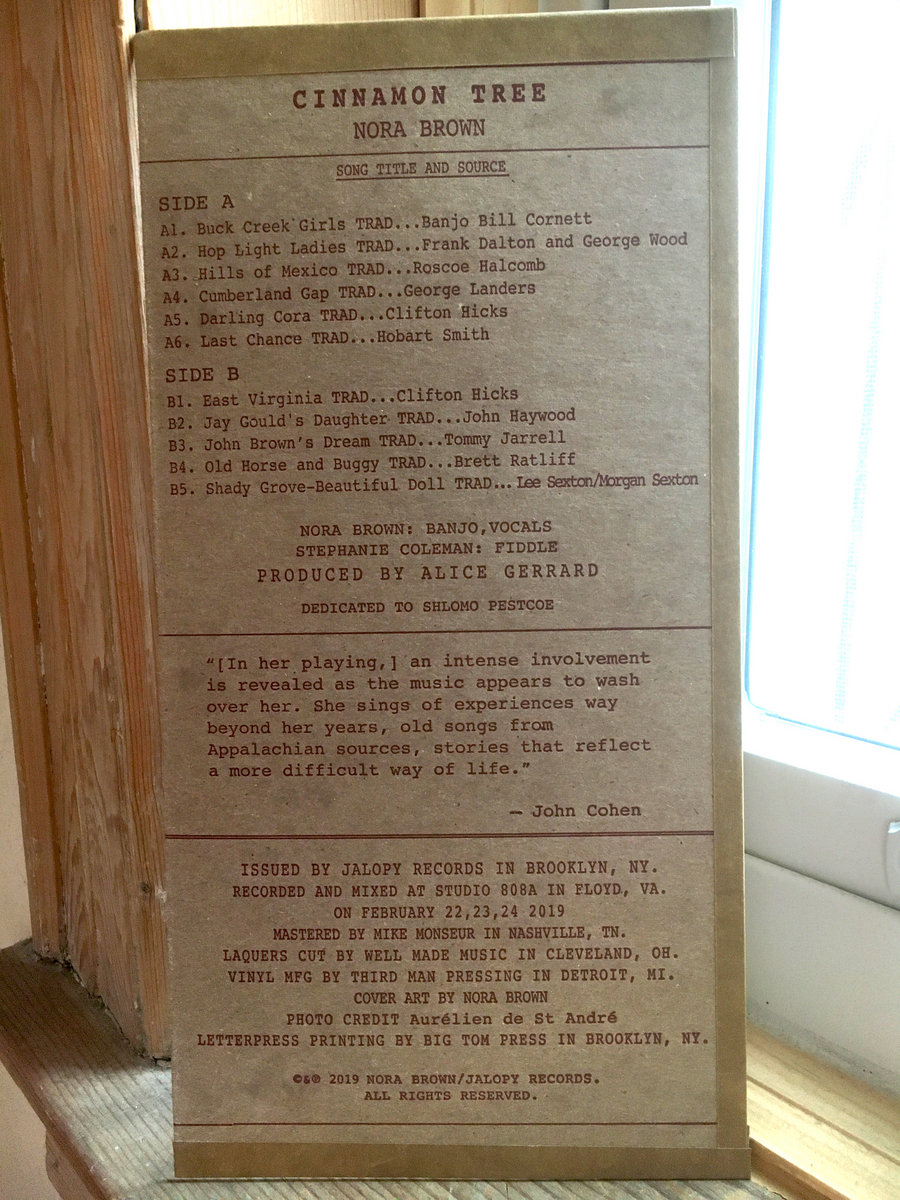 CINNAMON TREE
NORA BROWN
SONG TITLE AND SOURCE
SIDE A
A1. Buck Creek Girls TRAD...Banjo Bill Cornett
A2. Hop Light Ladies TRAD...Frank Dalton and George Wood
A3. Hills of Mexico TRAD...Roscoe Halcomb
A4. Cumberland Gap TRAD...George Landers
A5. Darling Cora TRAD...Clifton Hicks
A6. Last Chance TRAD...Hobart Smith
SIDE B
B1. East Virginia TRAD...Clifton Hicks
B2. Jay Gould's Daughter TRAD...John Haywood
B3. John Brown's Dream TRAD...Tommy Jarrell
B4. Old Horse and Buggy TRAD...Brett Ratliff
B5. Shady Grove-Beautiful Doll TRAD... Lee Sexton/Morgan Sexton
NORA BROWN: BANJO,VOCALS
STEPHANIE COLEMAN: FIDDLE
PRODUCED BY ALICE GERRARD
DEDICATED TO SHLOMO PESTCOE
"[In her playing,] an intense involvement
is revealed as the music appears to wash
over her. She sings of experiences way
beyond her years, old songs from
Appalachian sources, stories that reflect
a more difficult way of life."
— John Cohen
ISSUED BY JALOPY RECORDS IN BROOKLYN, NY.
RECORDED AND MIXED AT STUDIO 808A IN FLOYD, VA.
ON FEBRUARY 22,23,24 2019
MASTERED BY MIKE MONSEUR IN NASHVILLE, TN.
LAQUERS CUT BY WELL MADE MUSIC IN CLEVELAND, OH.
VINYL MFG BY THIRD MAN PRESSING IN DETROIT, MI.
COVER ART BY NORA BROWN
PHOTO CREDIT Aurélien de St André
LETTERPRESS PRINTING BY BIG TOM PRESS IN BROOKLYN, NY.
©&℗ 2019 NORA BROWN/JALOPY RECORDS.
ALL RIGHTS RESERVED.